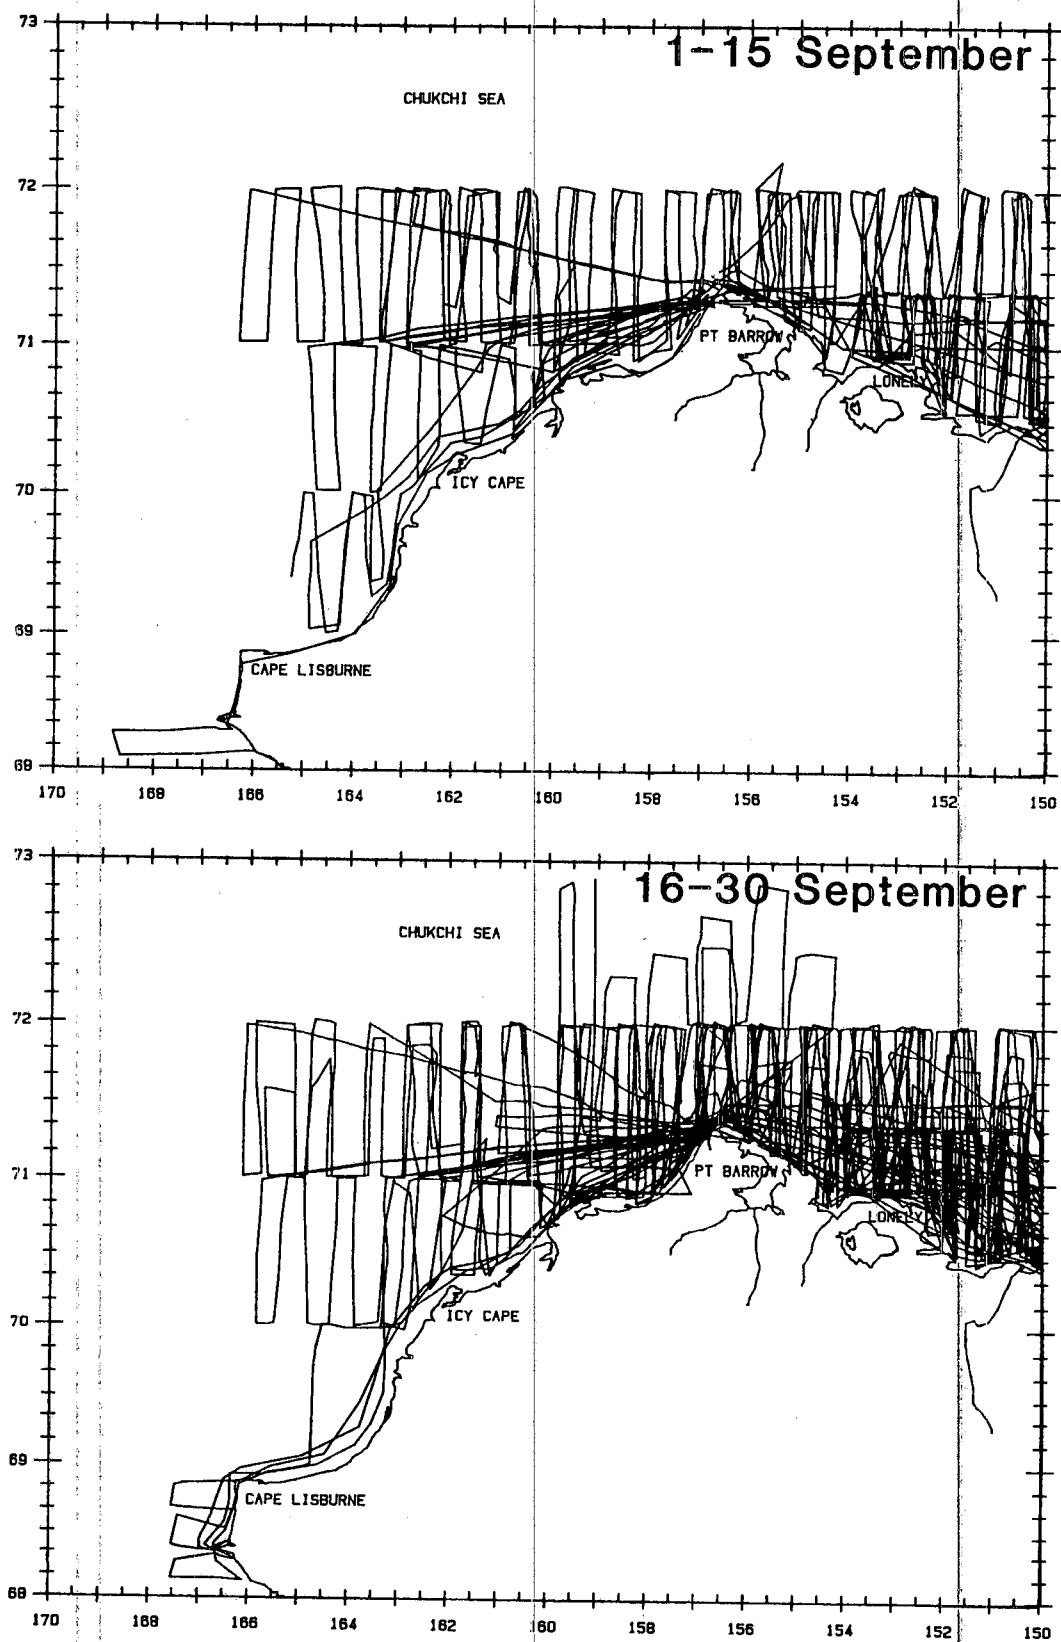 73
1-15 September
CHUKCHI SEA
72
PT BARROW
71
LONELY
ICY CAPE
70
69
CAPE LISBURNE
69
170 168 166 164 162 160 158 156 154 152 150
73
16-30 September
CHUKCHI SEA
72
71
PT BARROW
LONELY
ICY CAPE
70
69
CAPE LISBURNE
68
170 168 166 164 162 160 158 156 154 152 150